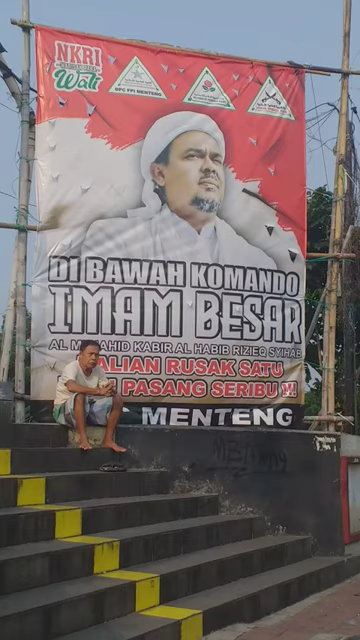 NKRI
Wali
DPC FPI MENTENG
DI BAWAH KOMANDO
IMAM BESAR
AL HABIB RIZIEQ SYIHAB
ALIAN RUSAK SATU
PASANG SERIBU !!!
MENTENG